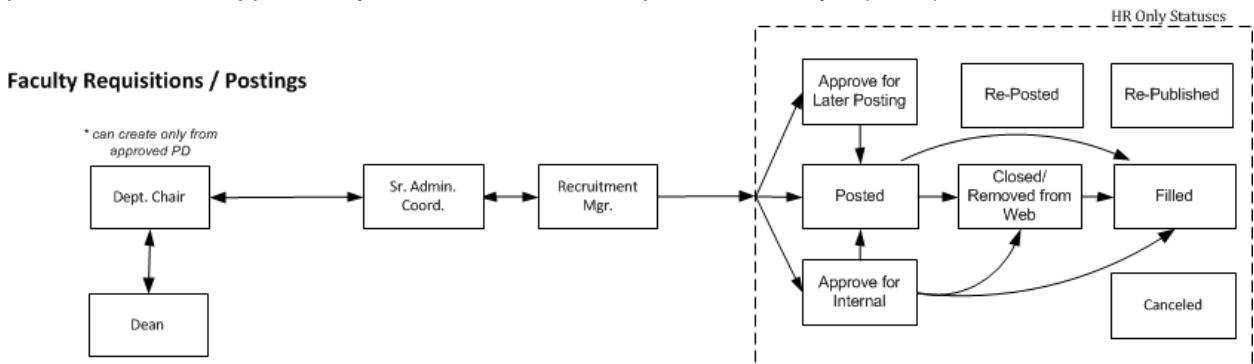 HR Only Statuses
Faculty Requisitions / Postings
* can create only from
approved PD
Dept. Chair
Dean
Sr. Admin.
Coord.
Recruitment
Mgr.
Approve for
Later Posting
Re-Posted
Re-Published
Posted
Closed/
Removed from
Web
Filled
Approve for
Internal
Canceled